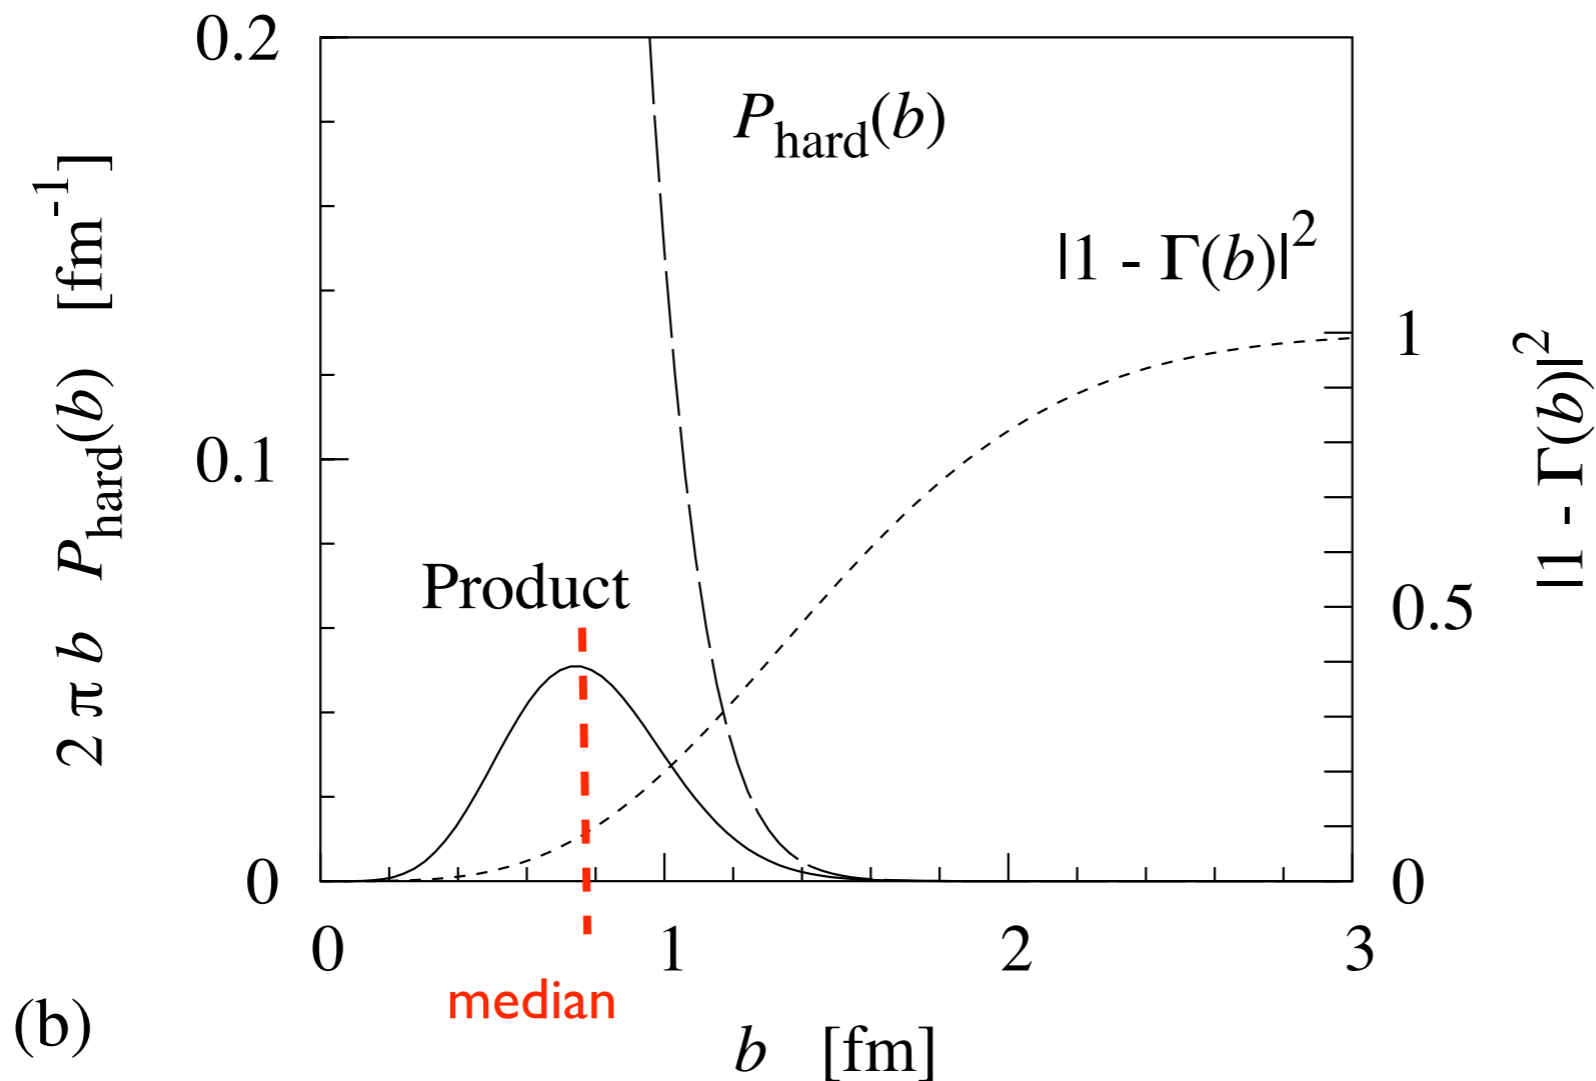 0.2
P_hard(b)
|1 - Γ(b)|²
2 π b P_hard(b) [fm⁻¹]
1
|1 - Γ(b)|²
0.1
Product
0.5
0
0
0
1
2
3
median
(b)
b [fm]